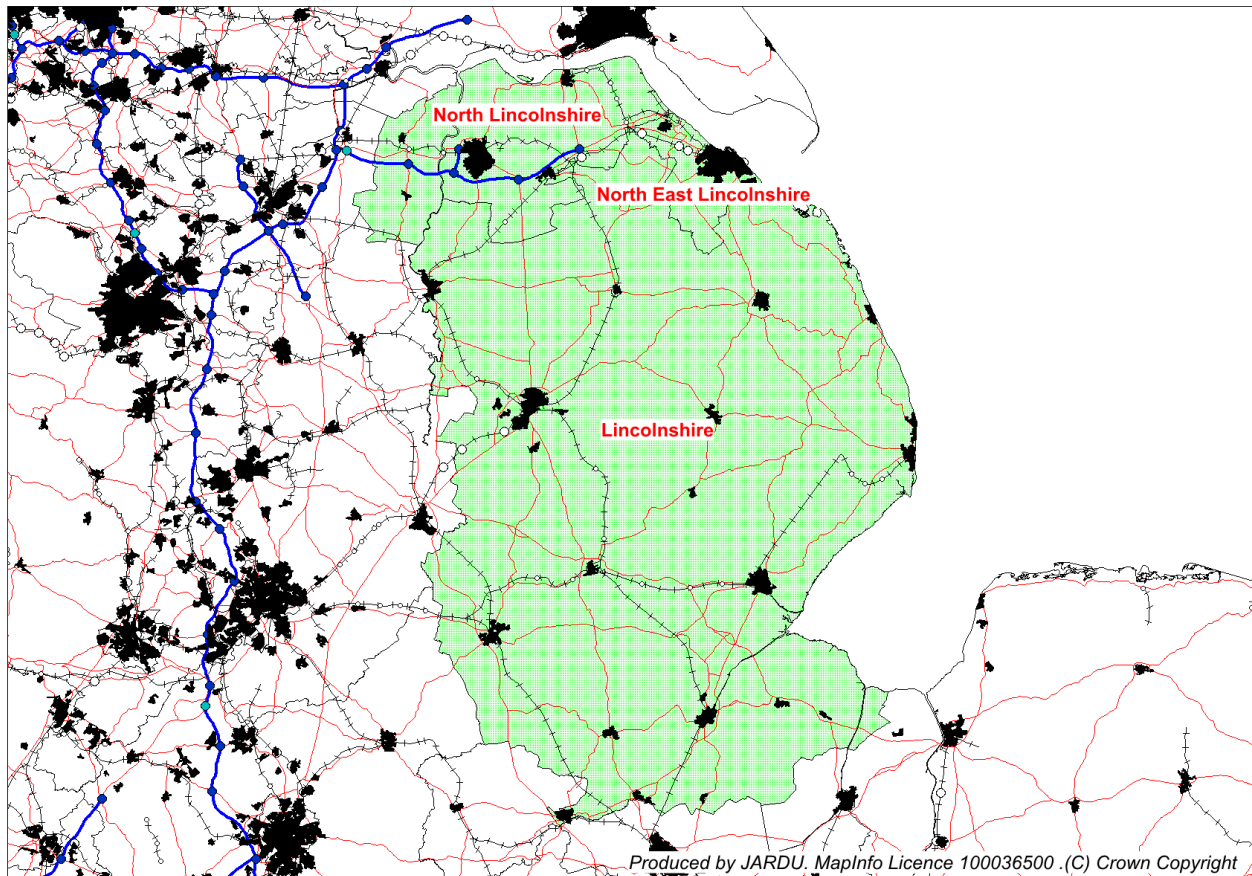 North Lincolnshire
North East Lincolnshire
Lincolnshire
Produced by JARDU. MapInfo Licence 100036500 .(C) Crown Copyright